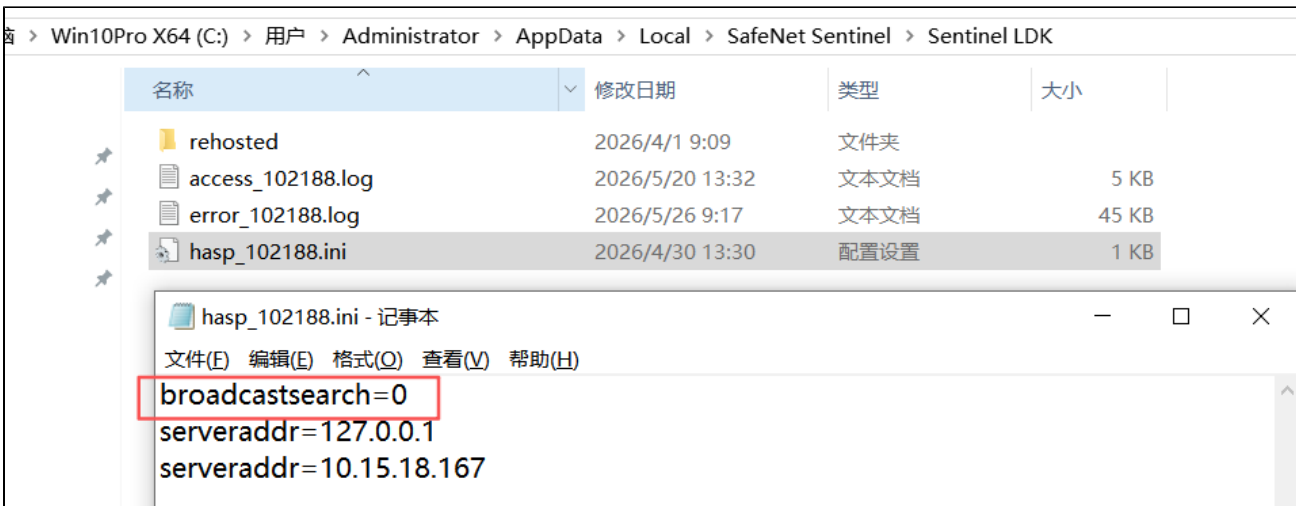 Win10Pro X64 (C:) > 用户 > Administrator > AppData > Local > SafeNet Sentinel > Sentinel LDK
名称 修改日期 类型 大小
rehosted 2026/4/1 9:09 文件夹
access_102188.log 2026/5/20 13:32 文本文档 5 KB
error_102188.log 2026/5/26 9:17 文本文档 45 KB
hasp_102188.ini 2026/4/30 13:30 配置设置 1 KB
hasp_102188.ini - 记事本
文件(F) 编辑(E) 格式(O) 查看(V) 帮助(H)
broadcastsearch=0
serveraddr=127.0.0.1
serveraddr=10.15.18.167